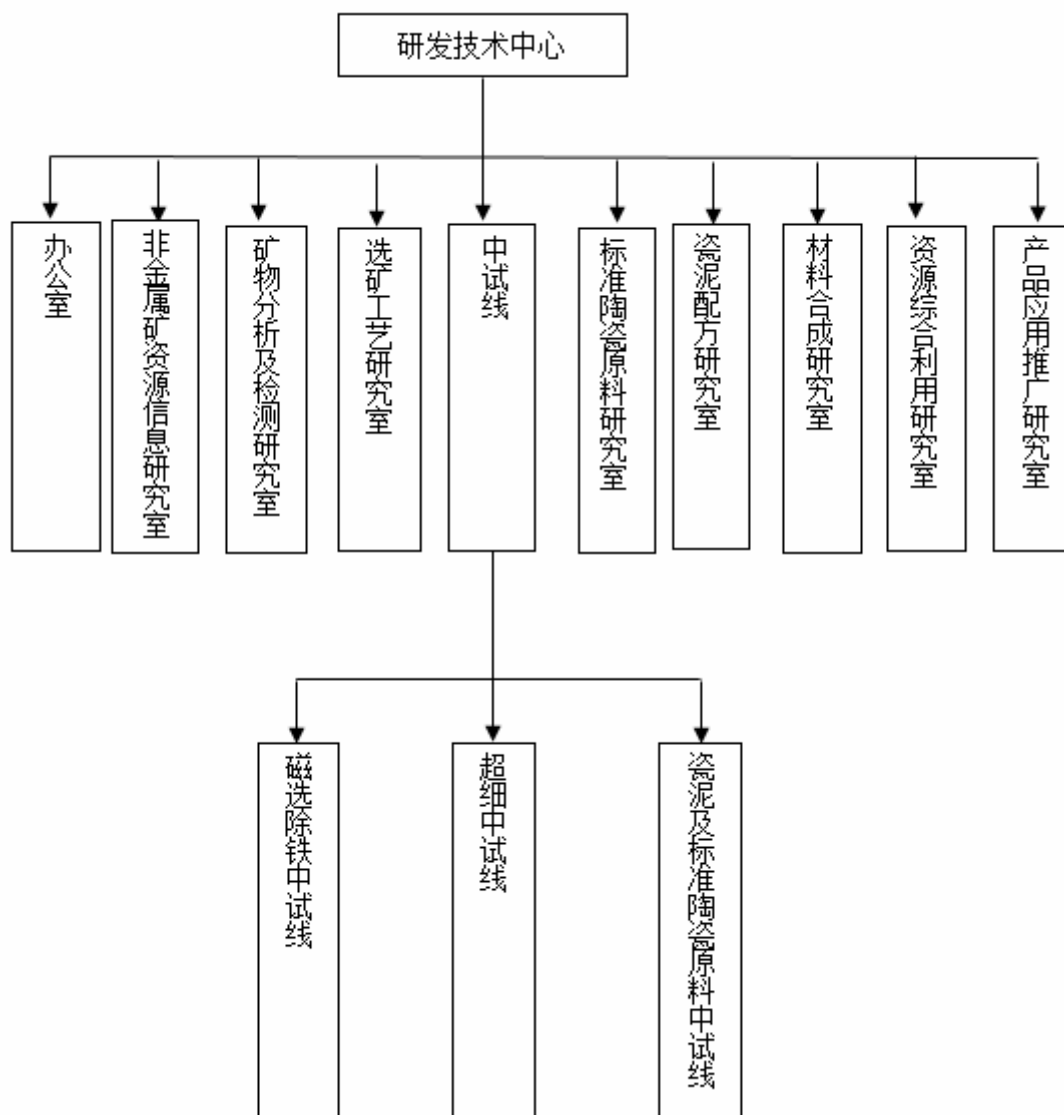 研发技术中心
办公室
非金属矿资源信息研究室
矿物分析及检测研究室
选矿工艺研究室
中试线
标准陶瓷原料研究室
瓷泥配方研究室
材料合成研究室
资源综合利用研究室
产品应用推广研究室
磁选除铁中试线
超细中试线
瓷泥及标准陶瓷原料中试线